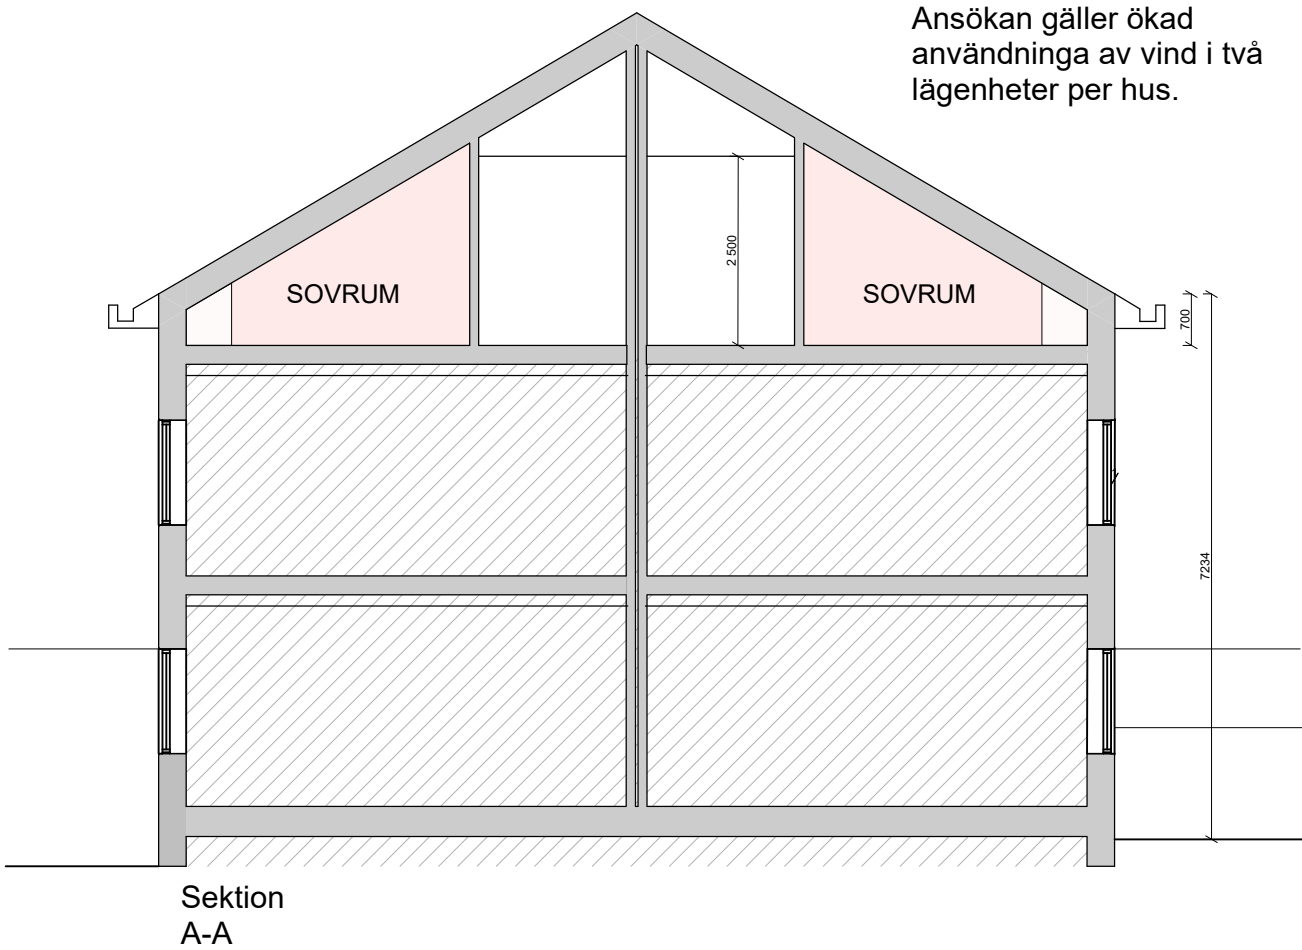 Ansökan gäller ökad
användninga av vind i två
lägenheter per hus.
2 500
SOVRUM
SOVRUM
700
7234
Sektion
A-A